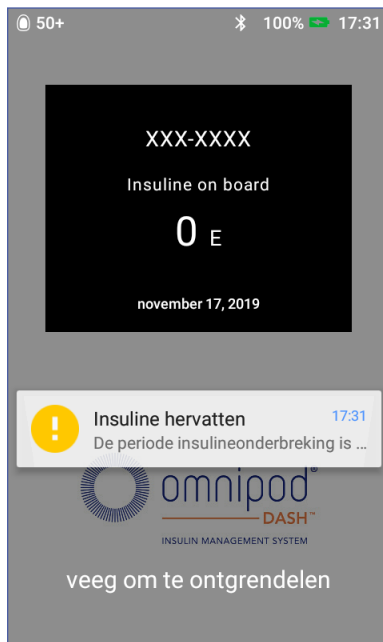 50+ 100% 17:31
XXX-XXXX
Insuline on board
0 E
november 17, 2019
Insuline hervatten 17:31
De periode insulineonderbreking is ...
omnipod®
DASH™
INSULIN MANAGEMENT SYSTEM
veeg om te ontgrendelen